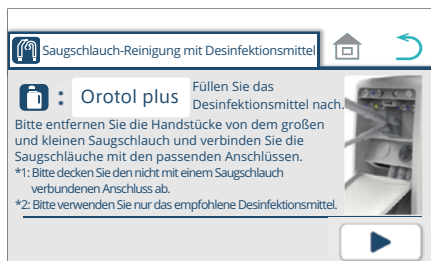 Saugschlauch-Reinigung mit Desinfektionsmittel
: Orotol plus
Füllen Sie das
Desinfektionsmittel nach.
Bitte entfernen Sie die Handstücke von dem großen
und kleinen Saugschlauch und verbinden Sie die
Saugschläuche mit den passenden Anschlüssen.
*1: Bitte decken Sie den nicht mit einem Saugschlauch
verbundenen Anschluss ab.
*2: Bitte verwenden Sie nur das empfohlene Desinfektionsmittel.